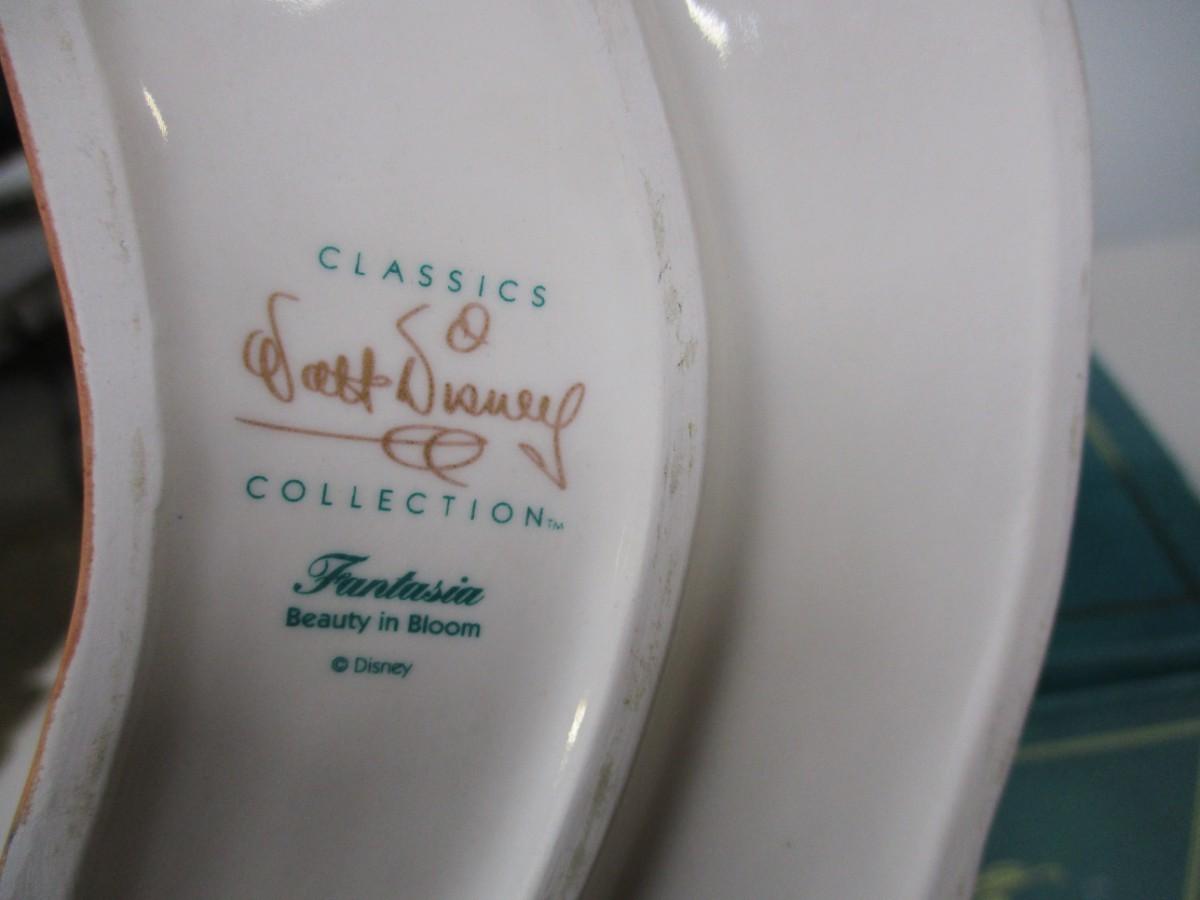 CLASSICS
Walt Disney
COLLECTION™
Fantasia
Beauty in Bloom
© Disney